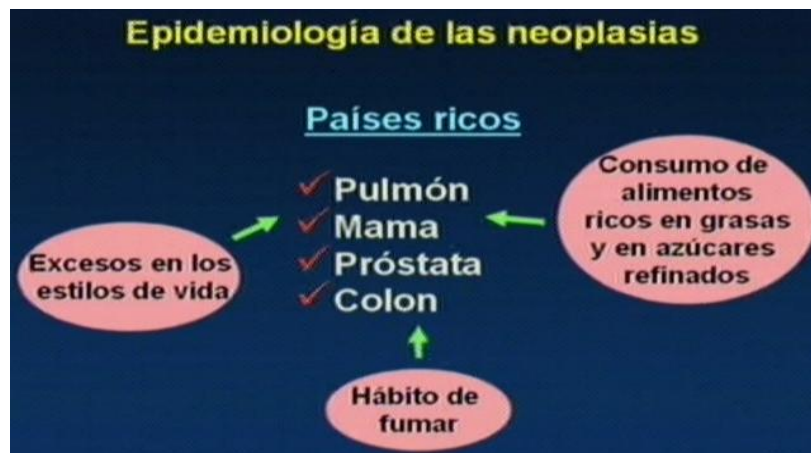 Epidemiología de las neoplasias
Países ricos
Pulmón
Mama
Próstata
Colon
Excesos en los
estilos de vida
Consumo de
alimentos
ricos en grasas
y en azúcares
refinados
Hábito de
fumar